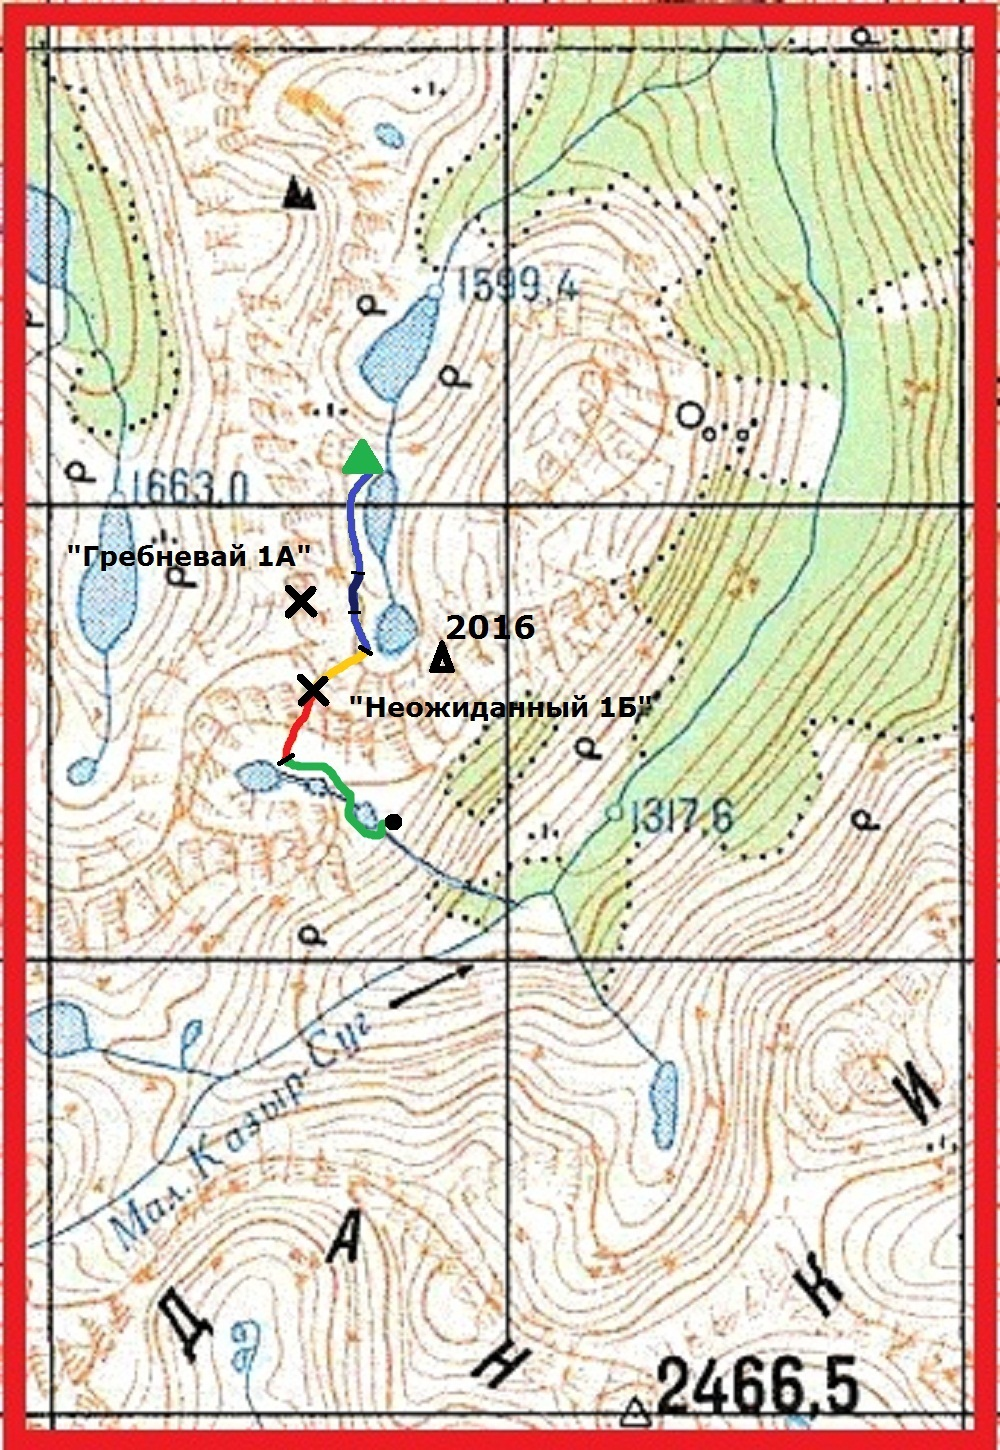 Р
1599,4
Р
Р
Р
1663,0
"Гребневай 1А"
Р
2016
"Неожиданный 1Б"
Р
1317,6
Р
Р
Мал. Казыр-Суг
И
А
К
Д
Н
2466,5